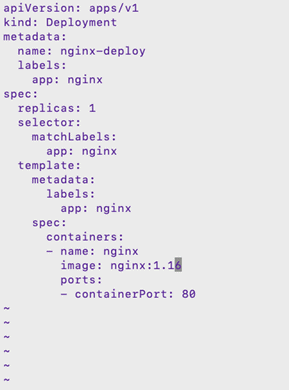 apiVersion: apps/v1
kind: Deployment
metadata:
  name: nginx-deploy
  labels:
    app: nginx
spec:
  replicas: 1
  selector:
    matchLabels:
      app: nginx
  template:
    metadata:
      labels:
        app: nginx
    spec:
      containers:
      - name: nginx
        image: nginx:1.16
        ports:
        - containerPort: 80
~
~
~
~
~
~